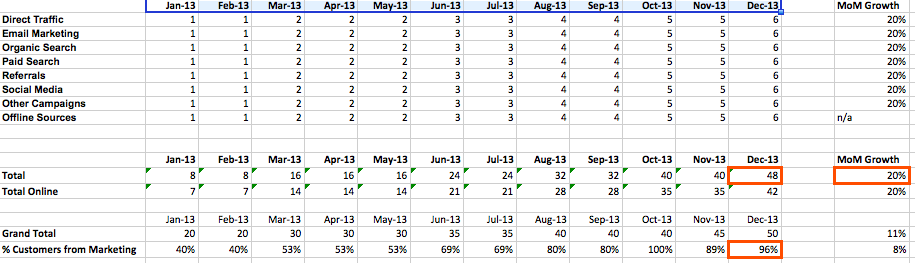 Jan-13 Feb-13 Mar-13 Apr-13 May-13 Jun-13 Jul-13 Aug-13 Sep-13 Oct-13 Nov-13 Dec-13 MoM Growth
Direct Traffic 1 1 2 2 2 3 3 4 4 5 5 6 20%
Email Marketing 1 1 2 2 2 3 3 4 4 5 5 6 20%
Organic Search 1 1 2 2 2 3 3 4 4 5 5 6 20%
Paid Search 1 1 2 2 2 3 3 4 4 5 5 6 20%
Referrals 1 1 2 2 2 3 3 4 4 5 5 6 20%
Social Media 1 1 2 2 2 3 3 4 4 5 5 6 20%
Other Campaigns 1 1 2 2 2 3 3 4 4 5 5 6 20%
Offline Sources 1 1 2 2 2 3 3 4 4 5 5 6 n/a
Jan-13 Feb-13 Mar-13 Apr-13 May-13 Jun-13 Jul-13 Aug-13 Sep-13 Oct-13 Nov-13 Dec-13 MoM Growth
Total 8 8 16 16 16 24 24 32 32 40 40 48 20%
Total Online 7 7 14 14 14 21 21 28 28 35 35 42 20%
Jan-13 Feb-13 Mar-13 Apr-13 May-13 Jun-13 Jul-13 Aug-13 Sep-13 Oct-13 Nov-13 Dec-13
Grand Total 20 20 30 30 30 35 35 40 40 40 45 50 11%
% Customers from Marketing 40% 40% 53% 53% 53% 69% 69% 80% 80% 100% 89% 96% 8%